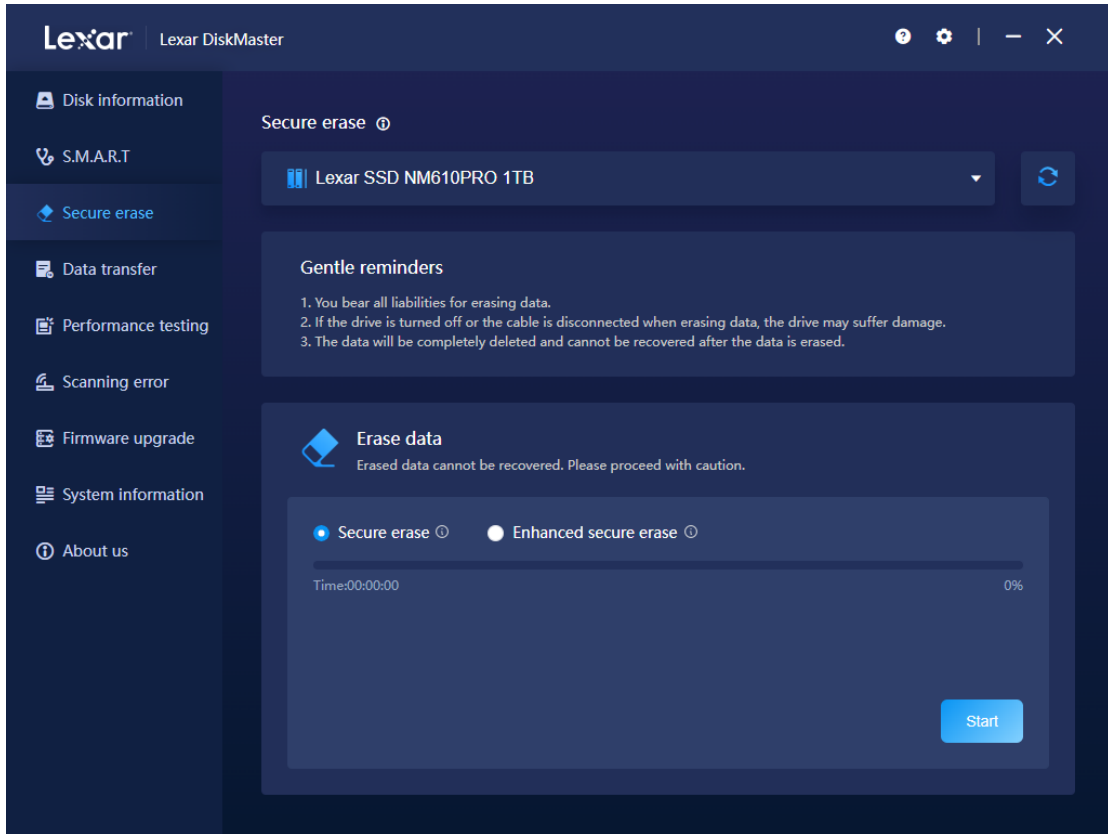 Lexar Lexar DiskMaster
Disk information
S.M.A.R.T
Secure erase
Data transfer
Performance testing
Scanning error
Firmware upgrade
System information
About us
Secure erase
Lexar SSD NM610PRO 1TB
Gentle reminders
1. You bear all liabilities for erasing data.
2. If the drive is turned off or the cable is disconnected when erasing data, the drive may suffer damage.
3. The data will be completely deleted and cannot be recovered after the data is erased.
Erase data
Erased data cannot be recovered. Please proceed with caution.
Secure erase Enhanced secure erase
Time:00:00:00 0%
Start